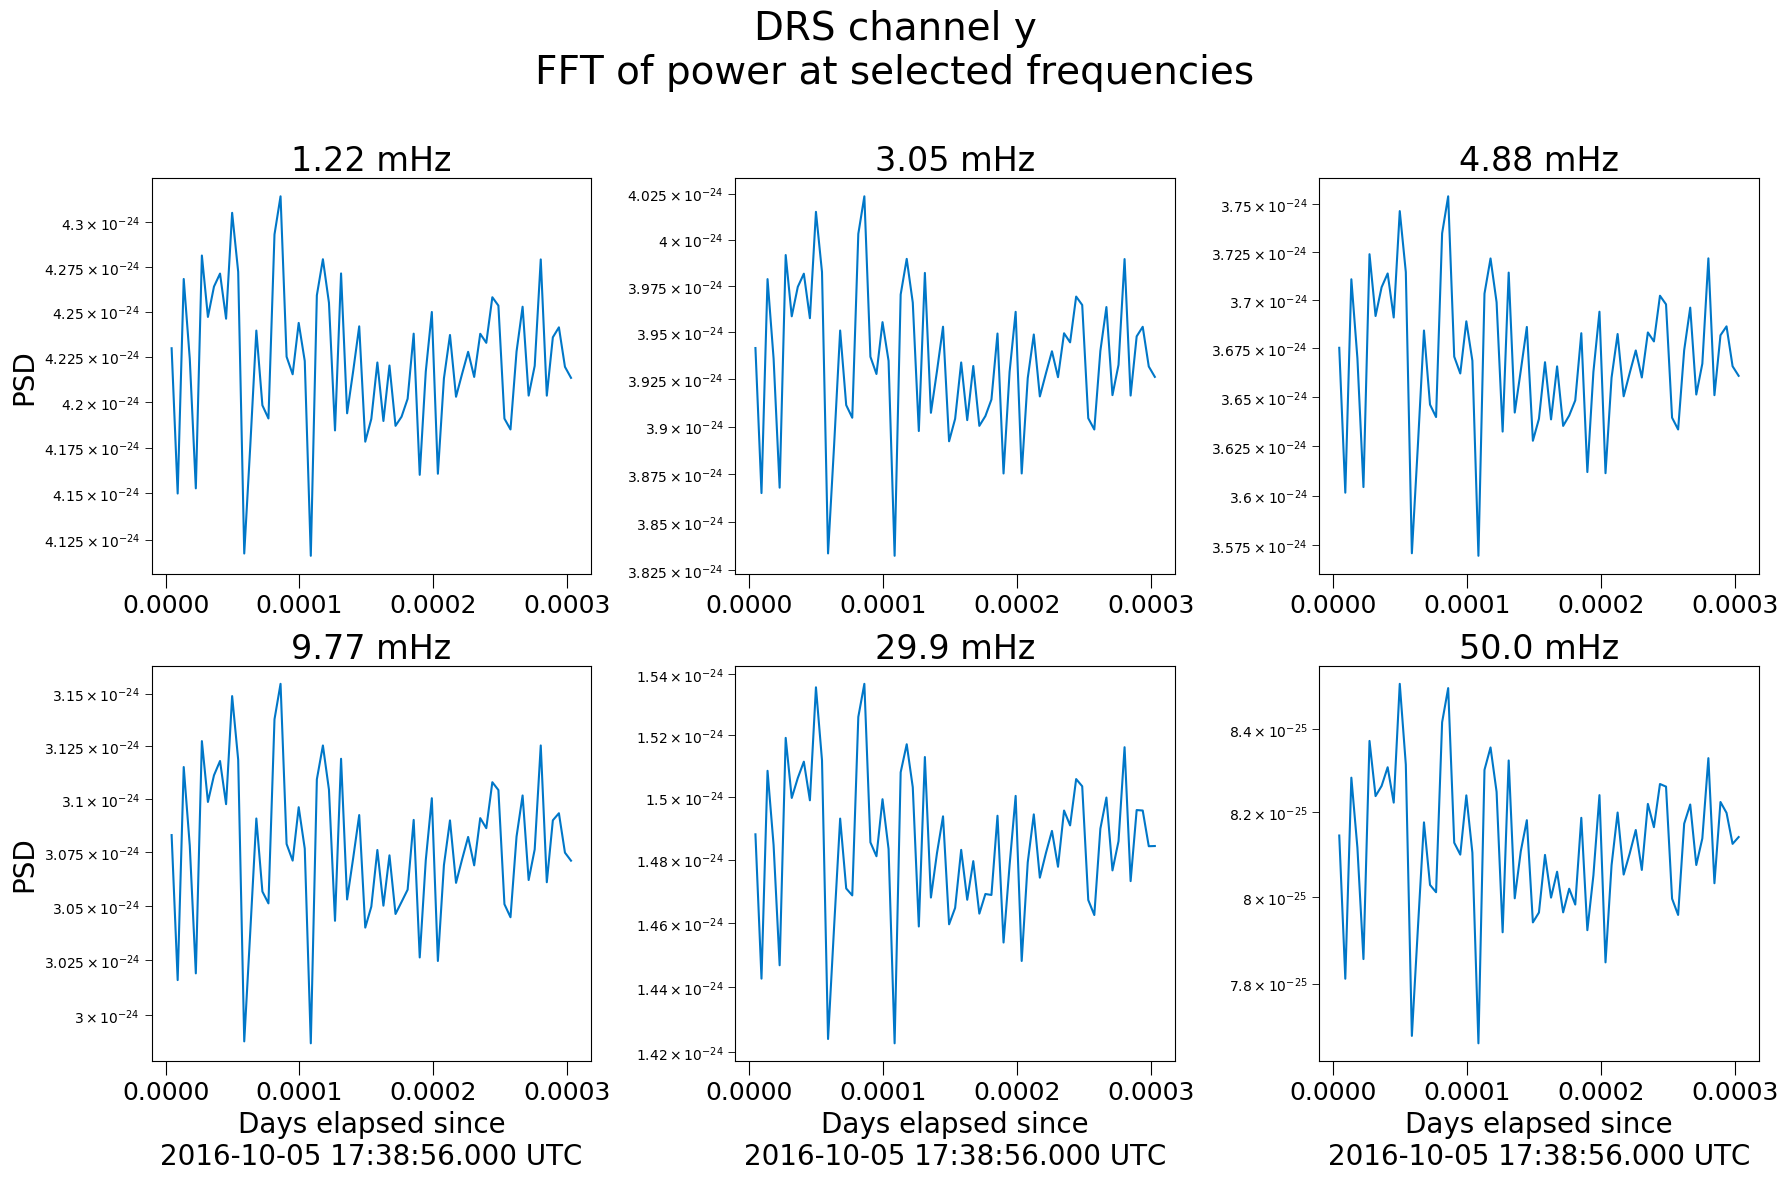 DRS channel y
FFT of power at selected frequencies
1.22 mHz
PSD
4.3 × 10⁻²⁴
4.275 × 10⁻²⁴
4.25 × 10⁻²⁴
4.225 × 10⁻²⁴
4.2 × 10⁻²⁴
4.175 × 10⁻²⁴
4.15 × 10⁻²⁴
4.125 × 10⁻²⁴
0.0000 0.0001 0.0002 0.0003
3.05 mHz
4.025 × 10⁻²⁴
4 × 10⁻²⁴
3.975 × 10⁻²⁴
3.95 × 10⁻²⁴
3.925 × 10⁻²⁴
3.9 × 10⁻²⁴
3.875 × 10⁻²⁴
3.85 × 10⁻²⁴
3.825 × 10⁻²⁴
0.0000 0.0001 0.0002 0.0003
4.88 mHz
3.75 × 10⁻²⁴
3.725 × 10⁻²⁴
3.7 × 10⁻²⁴
3.675 × 10⁻²⁴
3.65 × 10⁻²⁴
3.625 × 10⁻²⁴
3.6 × 10⁻²⁴
3.575 × 10⁻²⁴
0.0000 0.0001 0.0002 0.0003
9.77 mHz
PSD
3.15 × 10⁻²⁴
3.125 × 10⁻²⁴
3.1 × 10⁻²⁴
3.075 × 10⁻²⁴
3.05 × 10⁻²⁴
3.025 × 10⁻²⁴
3 × 10⁻²⁴
0.0000 0.0001 0.0002 0.0003
Days elapsed since
2016-10-05 17:38:56.000 UTC
29.9 mHz
1.54 × 10⁻²⁴
1.52 × 10⁻²⁴
1.5 × 10⁻²⁴
1.48 × 10⁻²⁴
1.46 × 10⁻²⁴
1.44 × 10⁻²⁴
1.42 × 10⁻²⁴
0.0000 0.0001 0.0002 0.0003
Days elapsed since
2016-10-05 17:38:56.000 UTC
50.0 mHz
8.4 × 10⁻²⁵
8.2 × 10⁻²⁵
8 × 10⁻²⁵
7.8 × 10⁻²⁵
0.0000 0.0001 0.0002 0.0003
Days elapsed since
2016-10-05 17:38:56.000 UTC